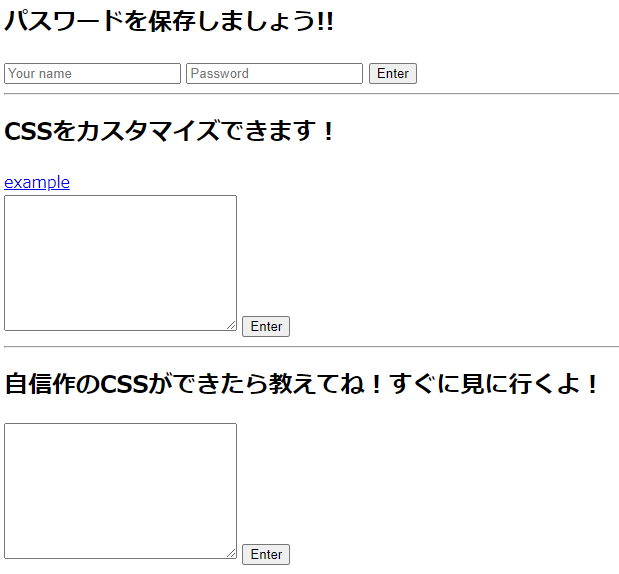 パスワードを保存しましょう!!
Your name Password Enter
CSSをカスタマイズできます！
example
Enter
自信作のCSSができたら教えてね！すぐに見に行くよ！
Enter